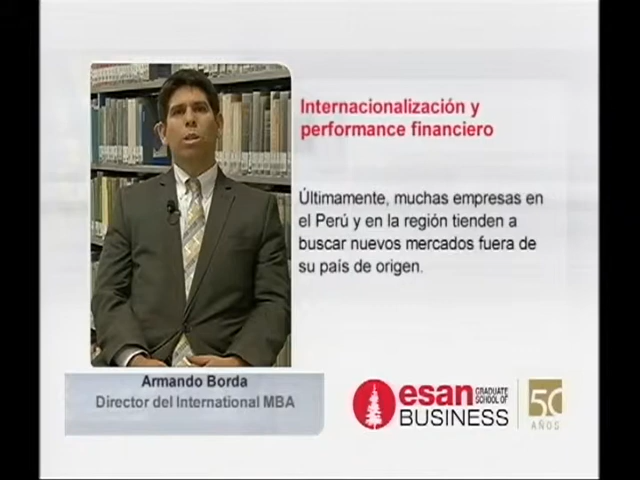 Internacionalización y
performance financiero
Últimamente, muchas empresas en
el Perú y en la región tienden a
buscar nuevos mercados fuera de
su país de origen.
Armando Borda
Director del International MBA
esan GRADUATE
SCHOOL OF
BUSINESS
50
AÑOS